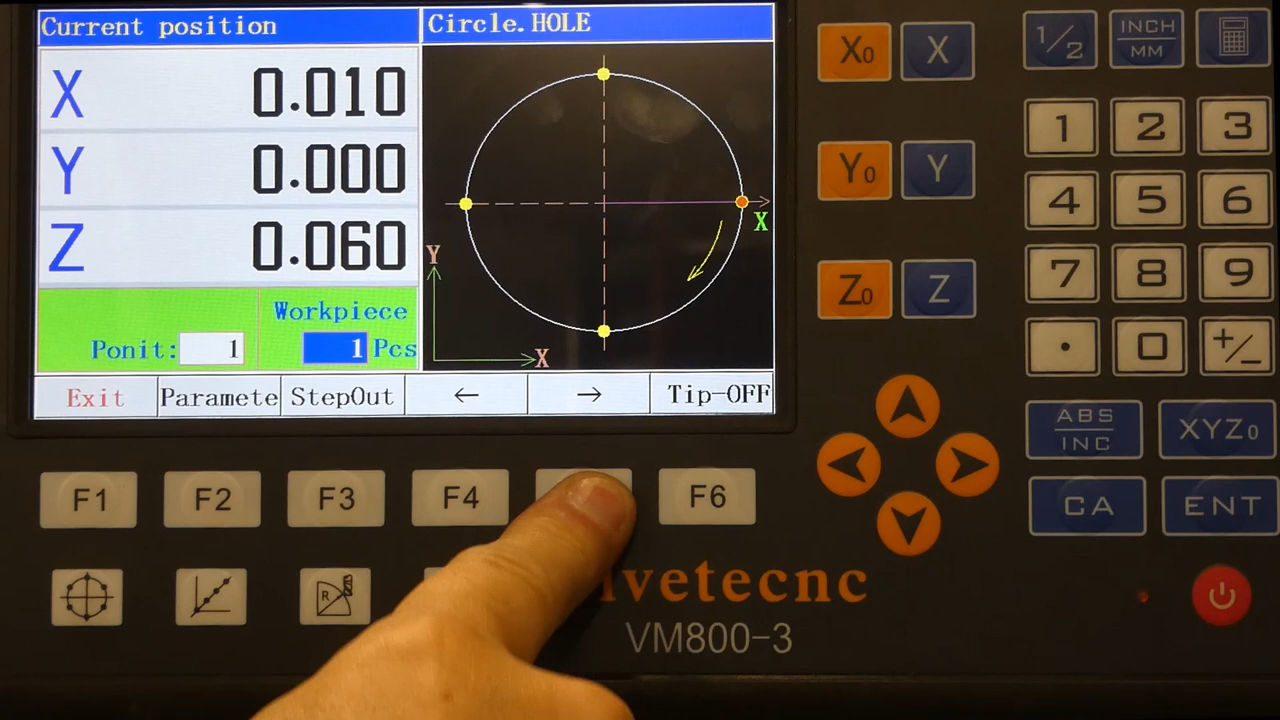 Current position
Circle.HOLE
X 0.010
Y 0.000
Z 0.060
Workpiece
Ponit: 1
1 Pcs
X
Y
X
Exit
Paramete
StepOut
←
→
Tip-OFF
F1
F2
F3
F4
F6
R
vetecnc
VM800-3
X0
X
Y0
Y
Z0
Z
1/2
INCH
MM
1
2
3
4
5
6
7
8
9
.
0
+/-
ABS
INC
XYZ0
CA
ENT